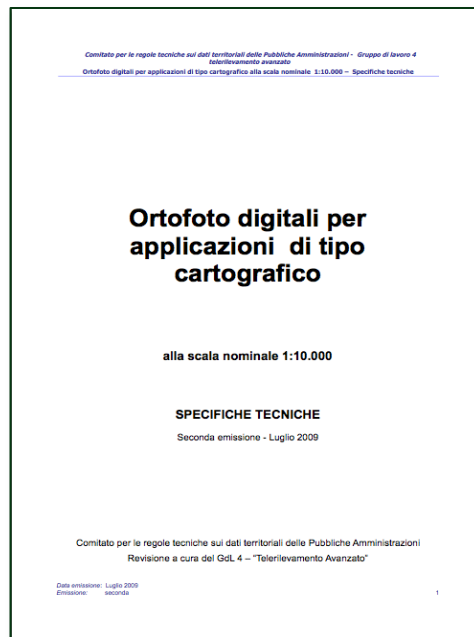 Comitato per le regole tecniche sui dati territoriali delle Pubbliche Amministrazioni - Gruppo di lavoro 4
telerilevamento avanzato
Ortofoto digitali per applicazioni di tipo cartografico alla scala nominale 1:10.000 – Specifiche tecniche
Ortofoto digitali per
applicazioni di tipo
cartografico
alla scala nominale 1:10.000
SPECIFICHE TECNICHE
Seconda emissione - Luglio 2009
Comitato per le regole tecniche sui dati territoriali delle Pubbliche Amministrazioni
Revisione a cura del GdL 4 – "Telerilevamento Avanzato"
Data emissione: Luglio 2009
Emissione: seconda 1